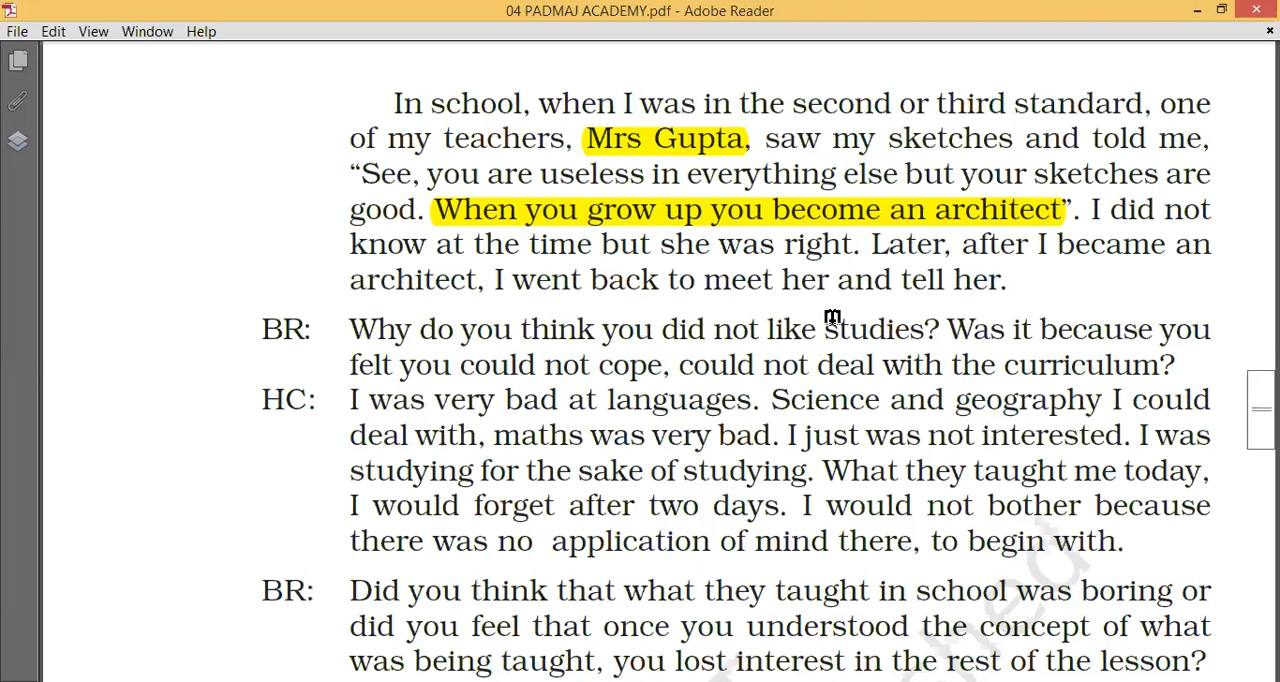 04 PADMAJ ACADEMY.pdf - Adobe Reader
File Edit View Window Help
In school, when I was in the second or third standard, one
of my teachers, Mrs Gupta, saw my sketches and told me,
“See, you are useless in everything else but your sketches are
good. When you grow up you become an architect”. I did not
know at the time but she was right. Later, after I became an
architect, I went back to meet her and tell her.
BR: Why do you think you did not like studies? Was it because you
felt you could not cope, could not deal with the curriculum?
HC: I was very bad at languages. Science and geography I could
deal with, maths was very bad. I just was not interested. I was
studying for the sake of studying. What they taught me today,
I would forget after two days. I would not bother because
there was no application of mind there, to begin with.
BR: Did you think that what they taught in school was boring or
did you feel that once you understood the concept of what
was being taught, you lost interest in the rest of the lesson?